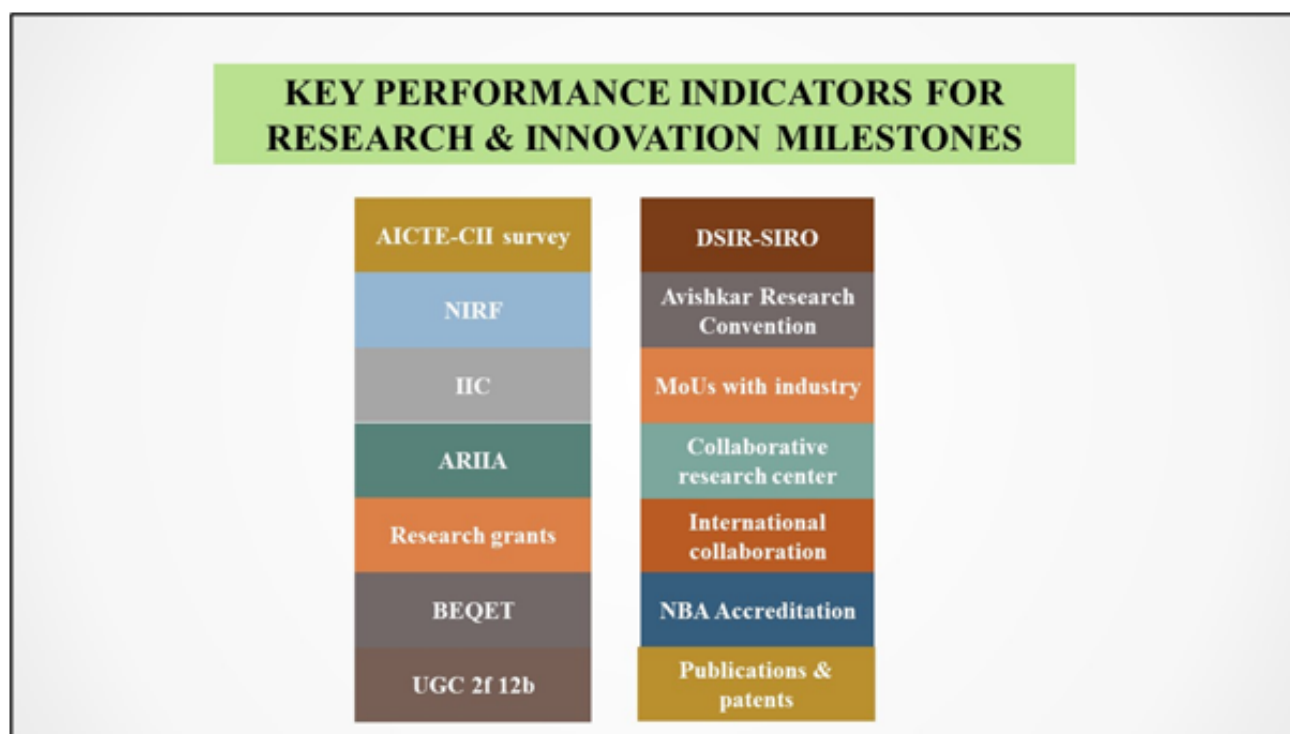 KEY PERFORMANCE INDICATORS FOR
RESEARCH & INNOVATION MILESTONES
AICTE-CII survey
NIRF
IIC
ARIIA
Research grants
BEQET
UGC 2f 12b
DSIR-SIRO
Avishkar Research
Convention
MoUs with industry
Collaborative
research center
International
collaboration
NBA Accreditation
Publications &
patents